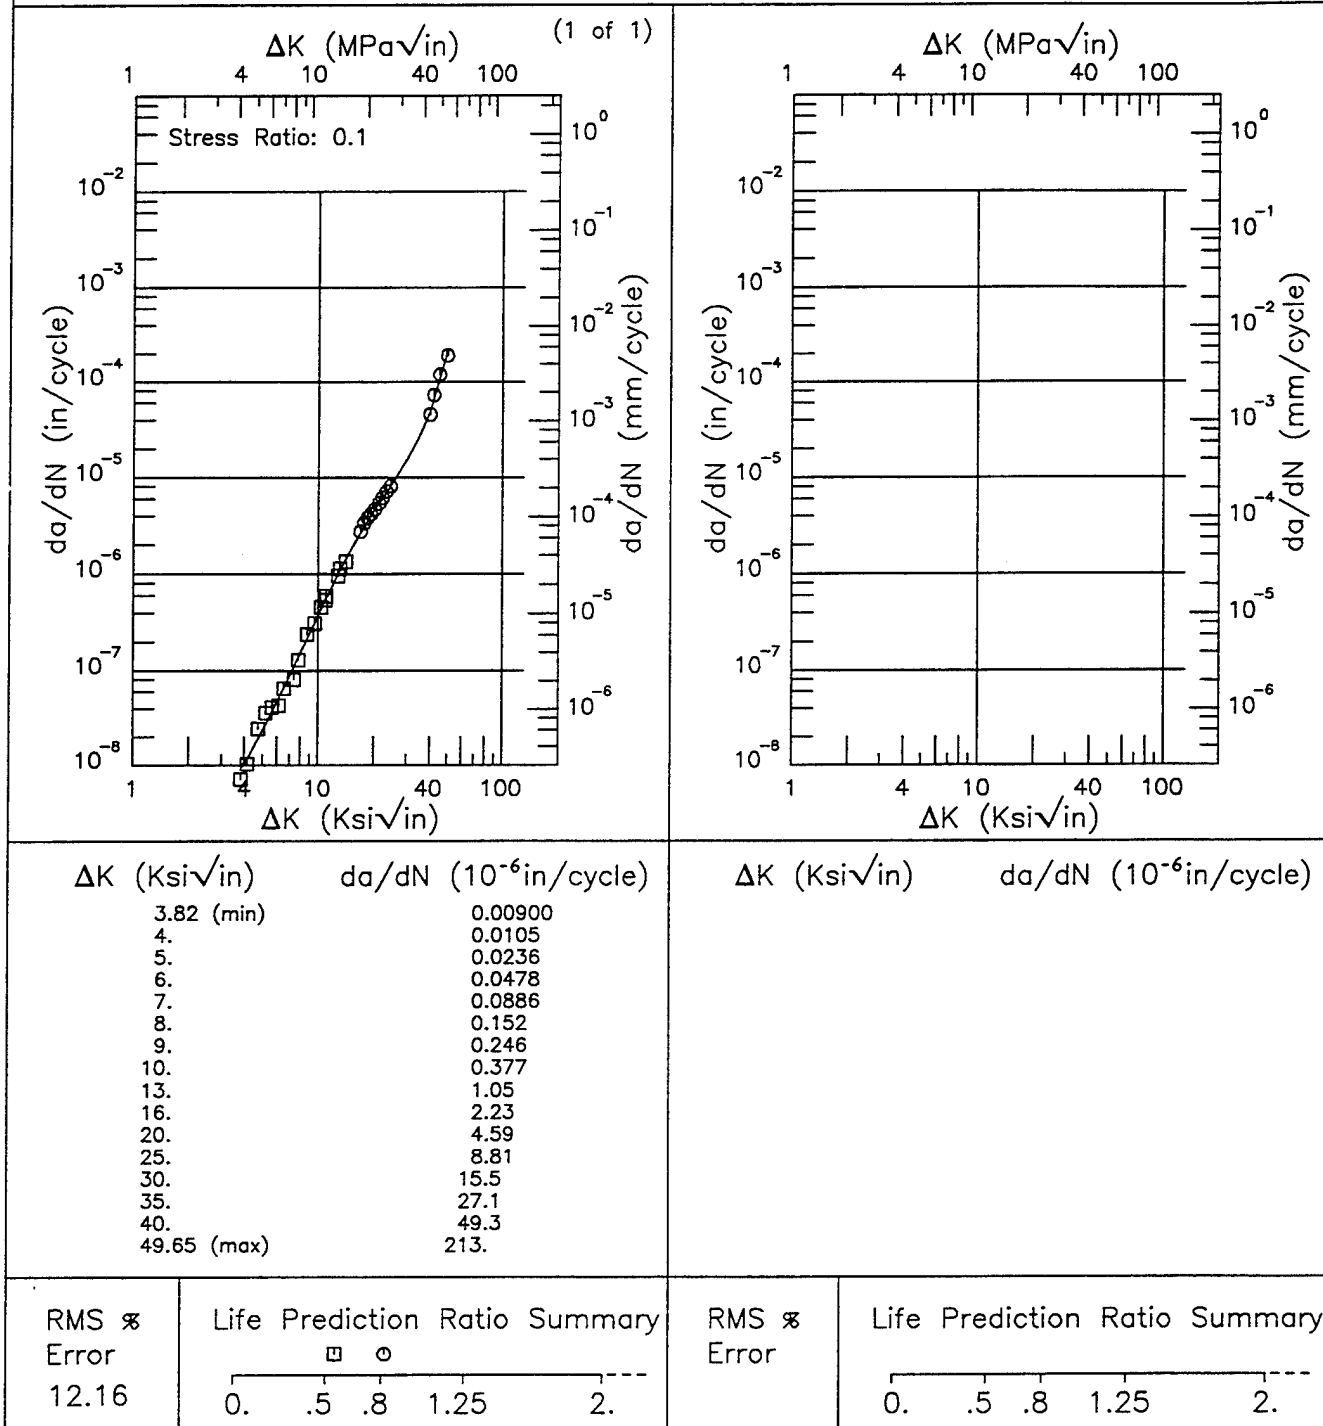 (1 of 1)
ΔK (MPa√in)
1 4 10 40 100
Stress Ratio: 0.1
10⁰
10⁻²
10⁻¹
10⁻³
10⁻²
10⁻⁴
10⁻³
10⁻⁵
10⁻⁴
10⁻⁶
10⁻⁵
10⁻⁷
10⁻⁶
10⁻⁸
da/dN (in/cycle)
da/dN (mm/cycle)
1 4 10 40 100
ΔK (Ksi√in)
ΔK (MPa√in)
1 4 10 40 100
10⁰
10⁻²
10⁻¹
10⁻³
10⁻²
10⁻⁴
10⁻³
10⁻⁵
10⁻⁴
10⁻⁶
10⁻⁵
10⁻⁷
10⁻⁶
10⁻⁸
da/dN (in/cycle)
da/dN (mm/cycle)
1 4 10 40 100
ΔK (Ksi√in)
ΔK (Ksi√in) da/dN (10⁻⁶in/cycle)
3.82 (min) 0.00900
4. 0.0105
5. 0.0236
6. 0.0478
7. 0.0886
8. 0.152
9. 0.246
10. 0.377
13. 1.05
16. 2.23
20. 4.59
25. 8.81
30. 15.5
35. 27.1
40. 49.3
49.65 (max) 213.
ΔK (Ksi√in) da/dN (10⁻⁶in/cycle)
RMS %
Error
12.16
Life Prediction Ratio Summary
0. .5 .8 1.25 2.
RMS %
Error
Life Prediction Ratio Summary
0. .5 .8 1.25 2.